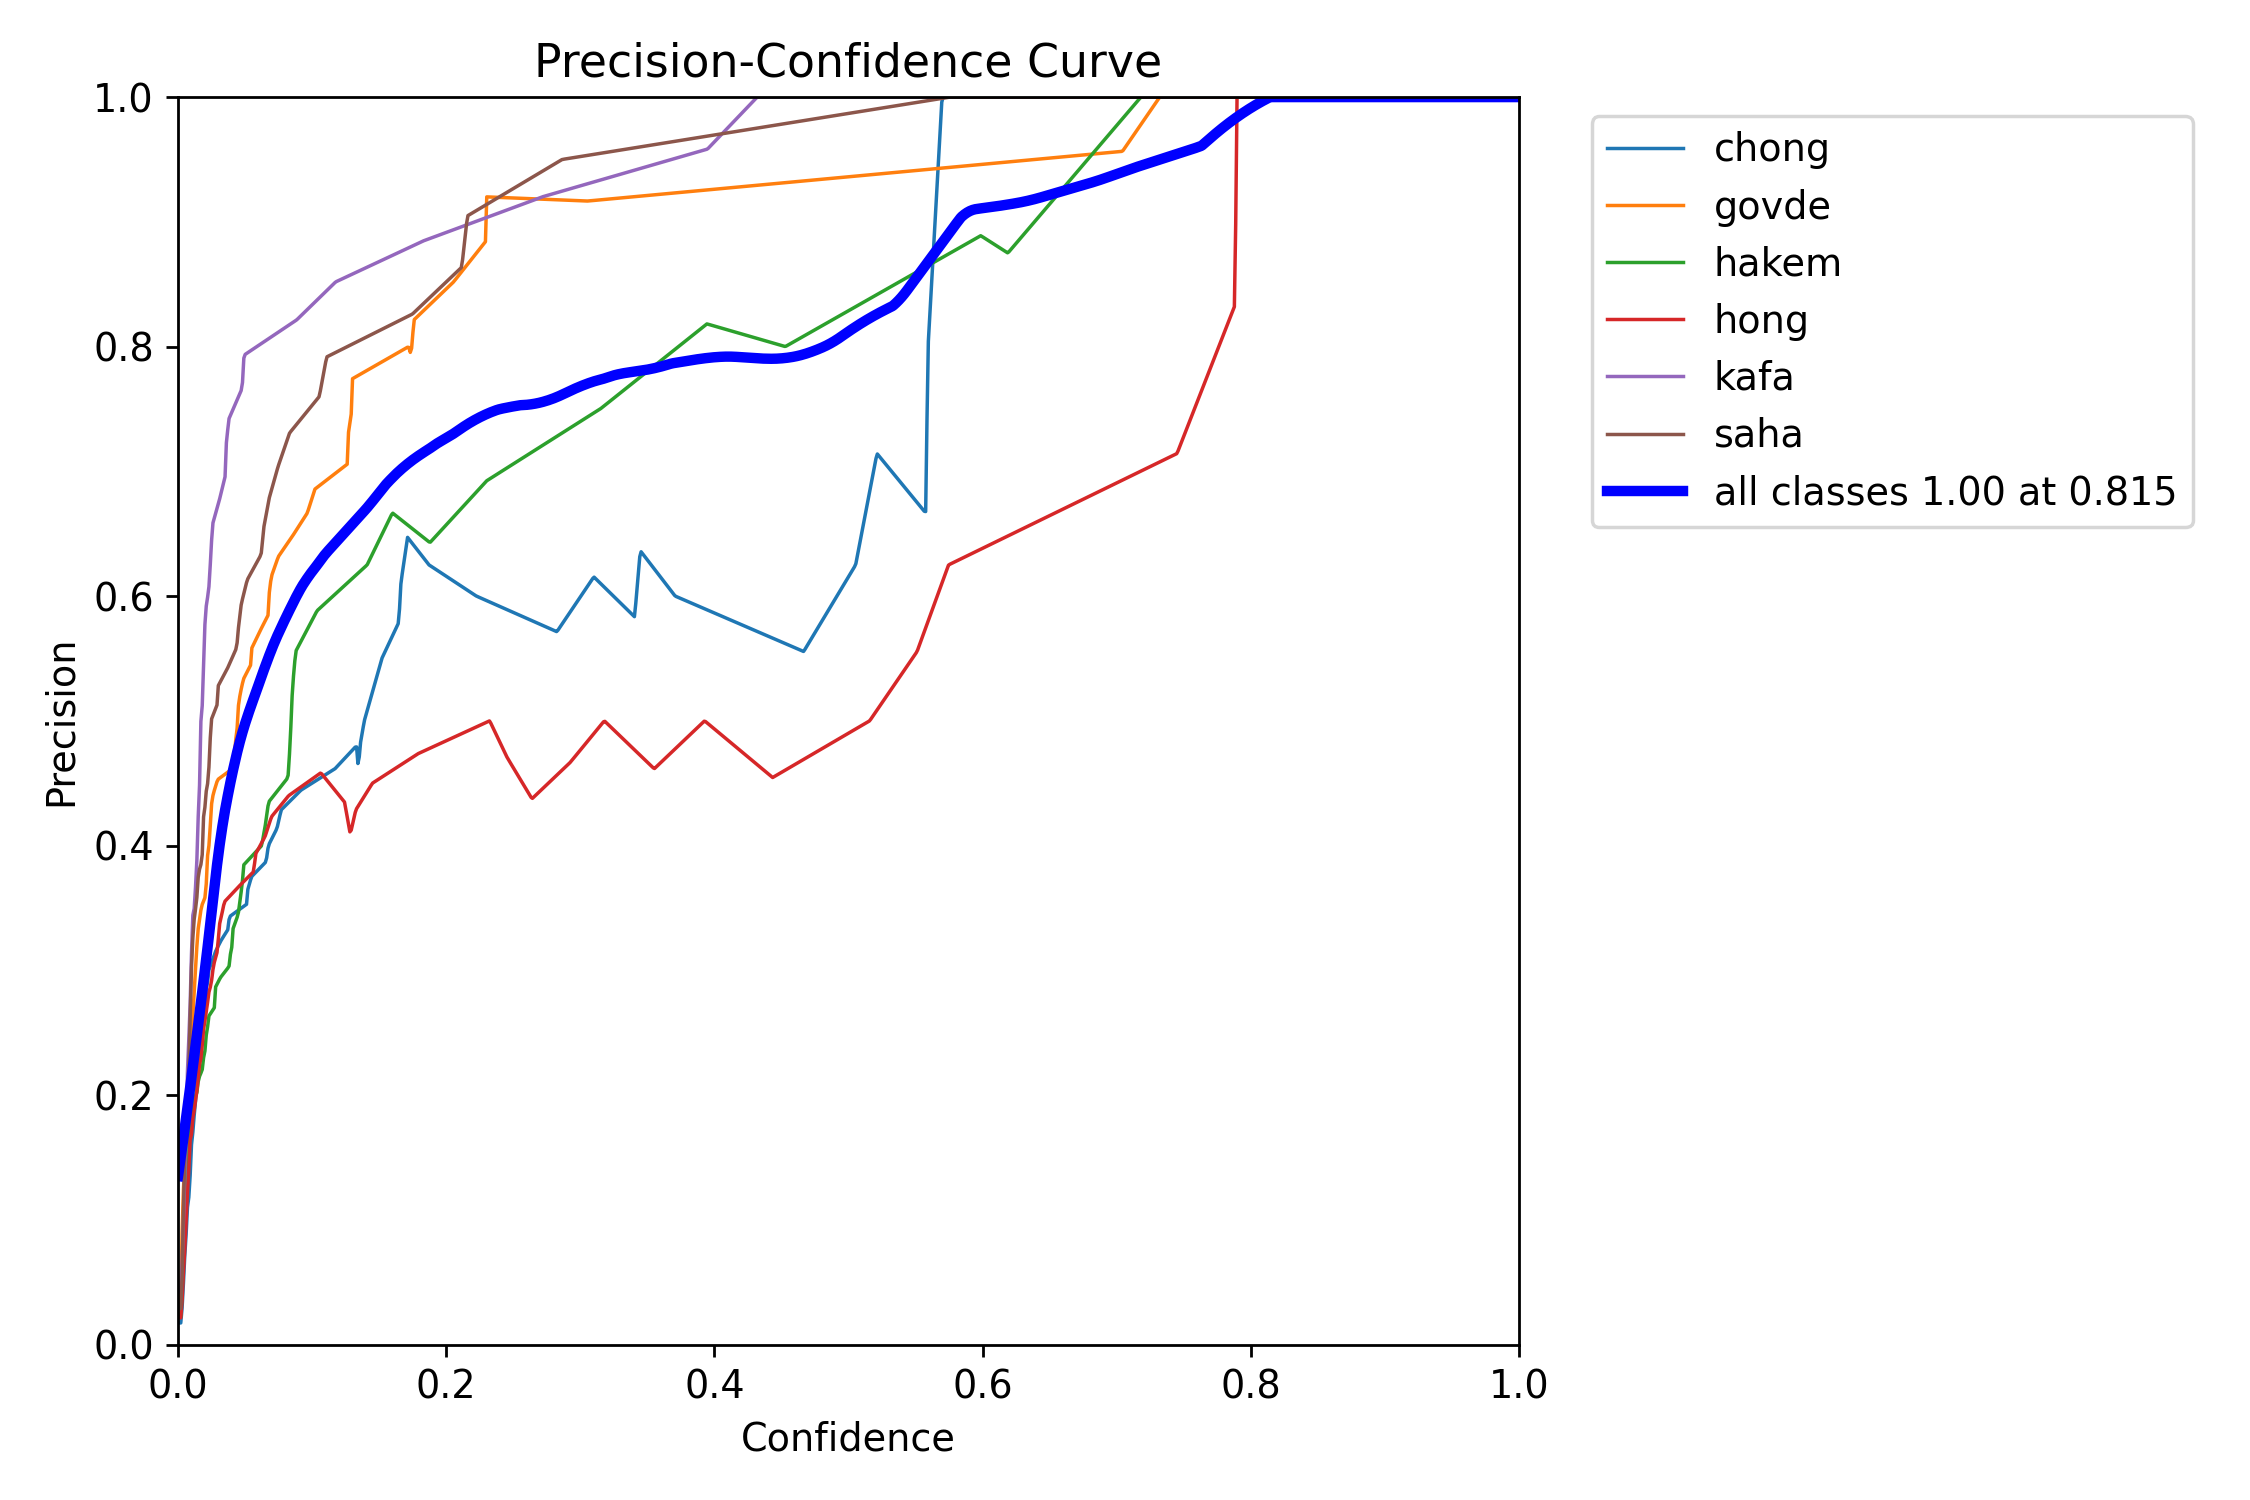 Precision-Confidence Curve
1.0
0.8
0.6
0.4
0.2
0.0
Precision
0.0 0.2 0.4 0.6 0.8 1.0
Confidence
chong
govde
hakem
hong
kafa
saha
all classes 1.00 at 0.815